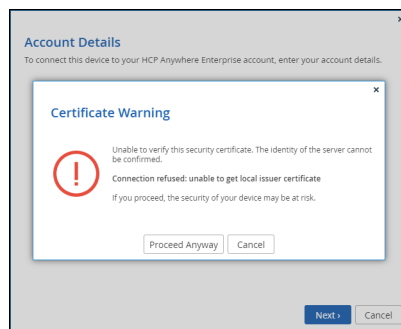 ×
Account Details
To connect this device to your HCP Anywhere Enterprise account, enter your account details.
×
Certificate Warning
Unable to verify this security certificate. The identity of the server cannot
be confirmed.
Connection refused: unable to get local issuer certificate
If you proceed, the security of your device may be at risk.
Proceed Anyway Cancel
Next › Cancel